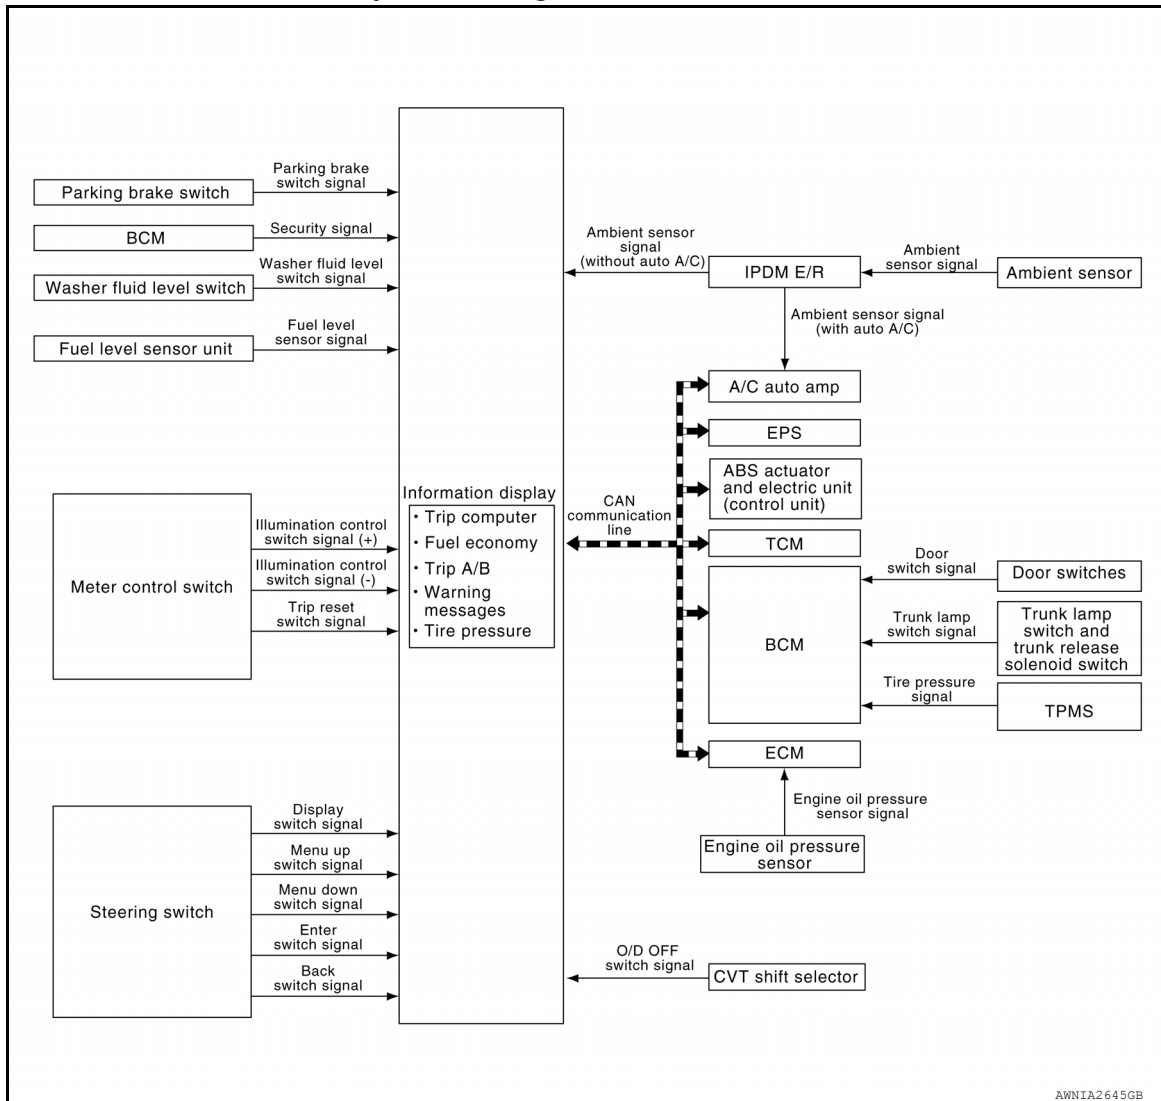 Parking brake
switch signal
Parking brake switch
Security signal
BCM
Washer fluid level
switch signal
Washer fluid level switch
Fuel level
sensor signal
Fuel level sensor unit
Ambient sensor
signal
(without auto A/C)
IPDM E/R
Ambient
sensor signal
Ambient sensor
Ambient sensor signal
(with auto A/C)
A/C auto amp
EPS
ABS actuator
and electric unit
(control unit)
CAN
communication
line
TCM
Information display
· Trip computer
· Fuel economy
· Trip A/B
· Warning
messages
· Tire pressure
Meter control switch
Illumination control
switch signal (+)
Illumination control
switch signal (-)
Trip reset
switch signal
BCM
Door
switch signal
Door switches
Trunk lamp
switch signal
Trunk lamp
switch and
trunk release
solenoid switch
Tire pressure
signal
TPMS
ECM
Engine oil pressure
sensor signal
Engine oil pressure
sensor
Steering switch
Display
switch signal
Menu up
switch signal
Menu down
switch signal
Enter
switch signal
Back
switch signal
O/D OFF
switch signal
CVT shift selector
AWNIA2645GB